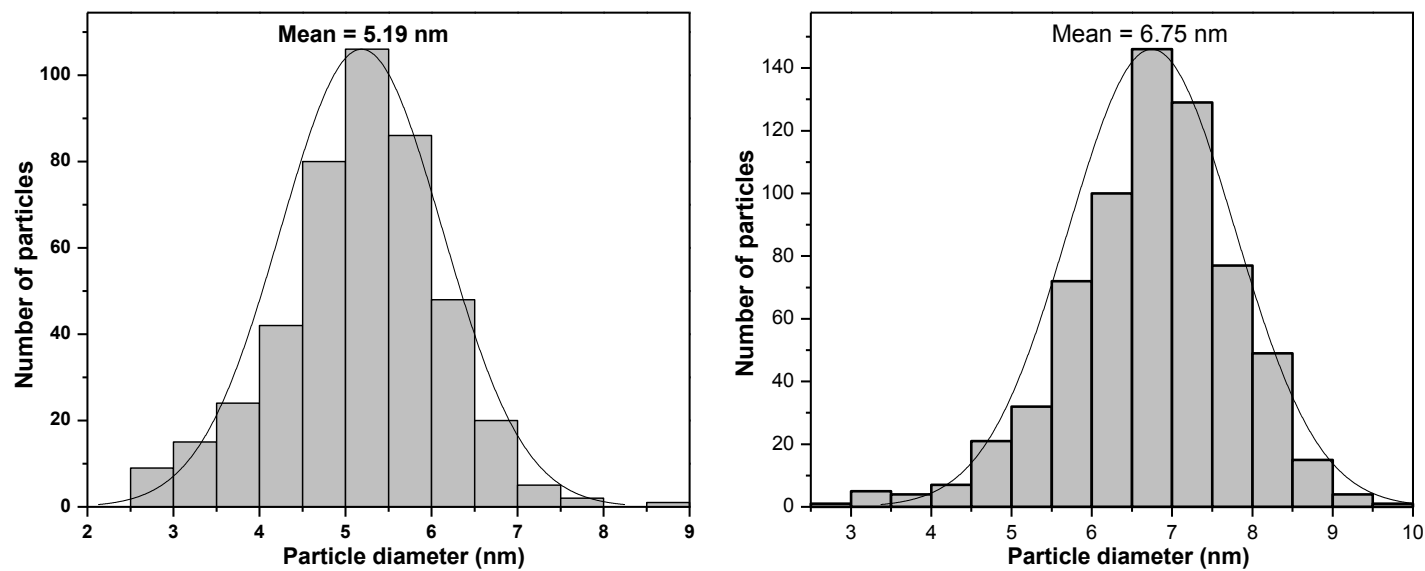 Mean = 5.19 nm
100
80
60
40
20
0
2 3 4 5 6 7 8 9
Number of particles
Particle diameter (nm)
Mean = 6.75 nm
140
120
100
80
60
40
20
0
3 4 5 6 7 8 9 10
Number of particles
Particle diameter (nm)